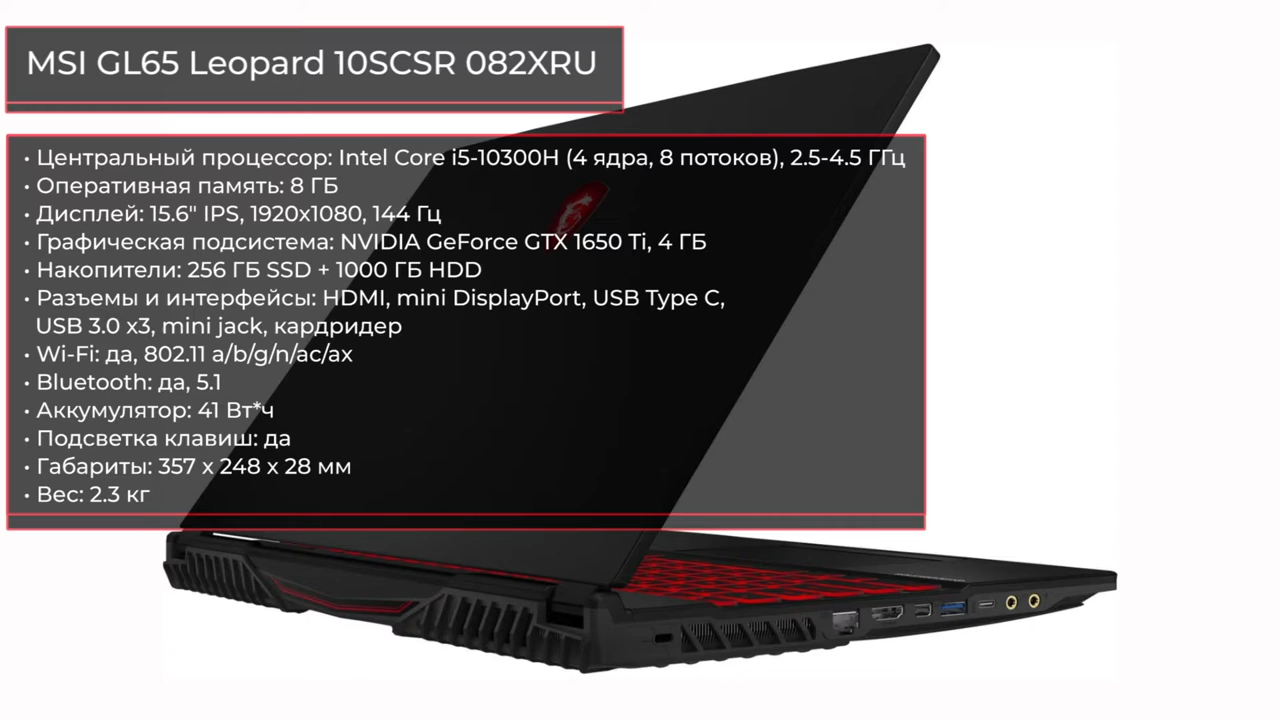 MSI GL65 Leopard 10SCSR 082XRU
• Центральный процессор: Intel Core i5-10300H (4 ядра, 8 потоков), 2.5-4.5 ГГц
• Оперативная память: 8 ГБ
• Дисплей: 15.6" IPS, 1920x1080, 144 Гц
• Графическая подсистема: NVIDIA GeForce GTX 1650 Ti, 4 ГБ
• Накопители: 256 ГБ SSD + 1000 ГБ HDD
• Разъемы и интерфейсы: HDMI, mini DisplayPort, USB Type C,
USB 3.0 x3, mini jack, кардридер
• Wi-Fi: да, 802.11 a/b/g/n/ac/ax
• Bluetooth: да, 5.1
• Аккумулятор: 41 Вт*ч
• Подсветка клавиш: да
• Габариты: 357 x 248 x 28 мм
• Вес: 2.3 кг